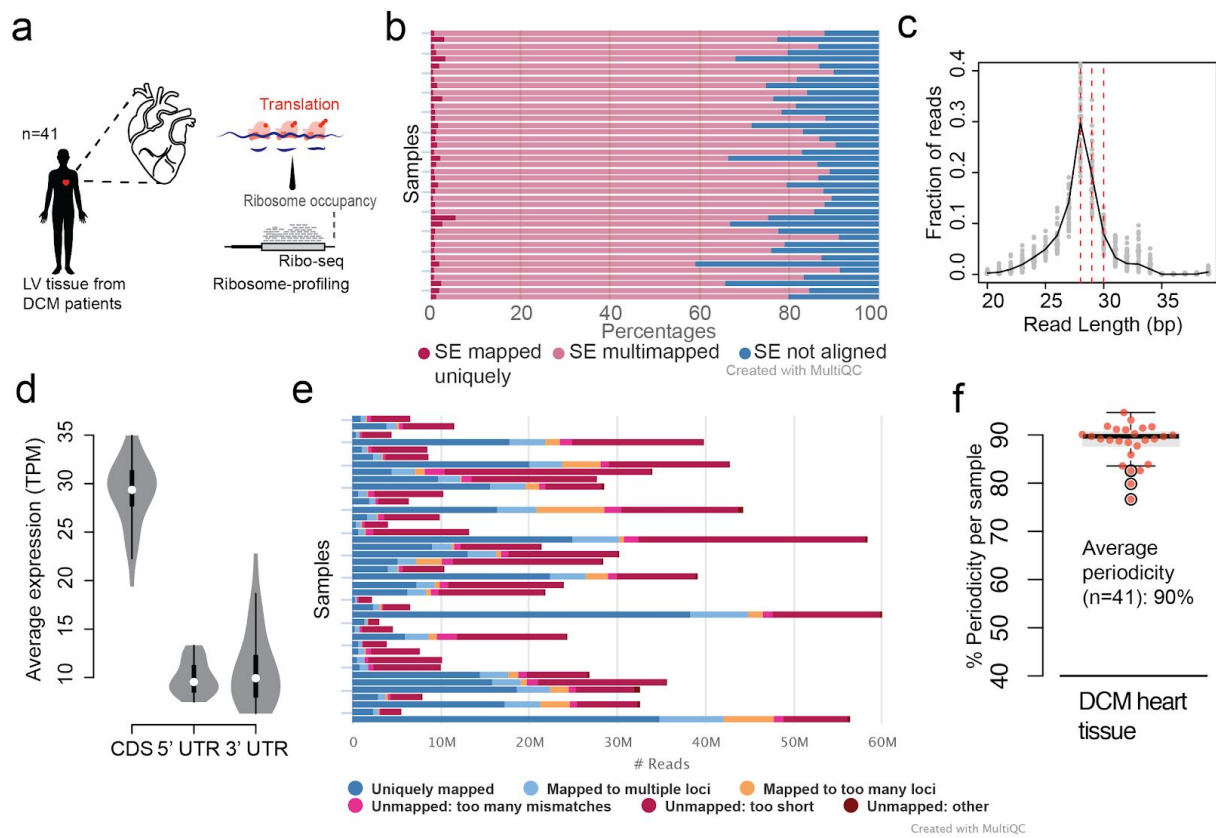 a
n=41
Translation
Ribosome occupancy
Ribo-seq
LV tissue from
DCM patients
Ribosome-profiling
b
Samples
0
20
40
60
80
100
Percentages
SE mapped
uniquely
SE multimapped
SE not aligned
Created with MultiQC
c
Fraction of reads
0.4
0.3
0.2
0.1
0.0
20
25
30
35
Read Length (bp)
d
Average expression (TPM)
35
30
25
20
15
10
CDS 5’ UTR 3’ UTR
e
Samples
0
10M
20M
30M
40M
50M
60M
# Reads
Uniquely mapped
Mapped to multiple loci
Mapped to too many loci
Unmapped: too many mismatches
Unmapped: too short
Unmapped: other
Created with MultiQC
f
% Periodicity per sample
90
80
70
60
50
40
Average
periodicity
(n=41): 90%
DCM heart
tissue